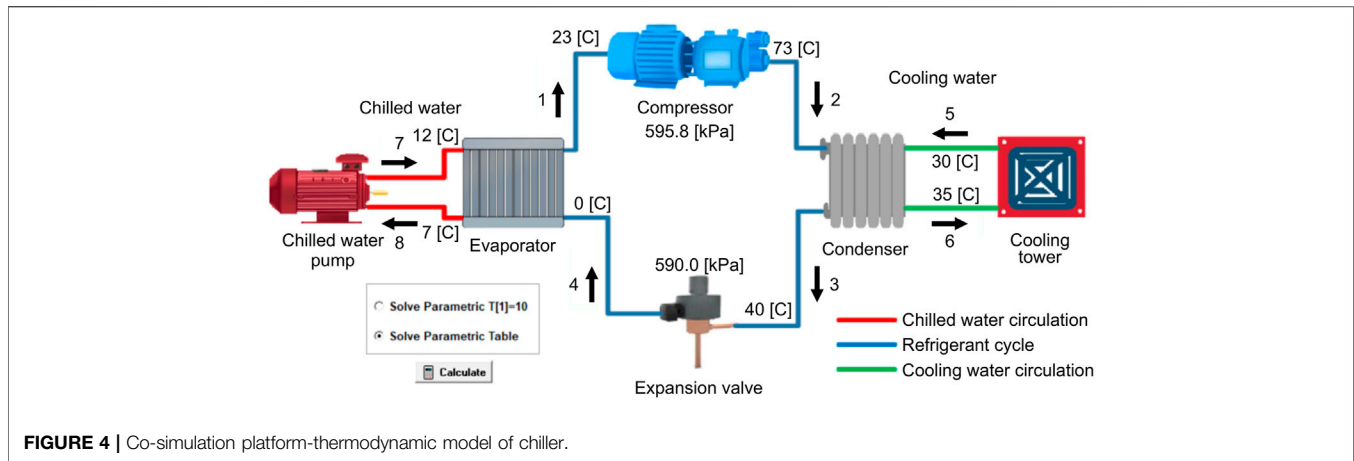 23 [C]
73 [C]
Compressor
595.8 [kPa]
1
2
Chilled water
7
12 [C]
Cooling water
5
30 [C]
35 [C]
6
0 [C]
7 [C]
8
Chilled water
pump
Evaporator
Condenser
Cooling
tower
590.0 [kPa]
4
3
40 [C]
Expansion valve
Solve Parametric T[1]=10
Solve Parametric Table
Calculate
Chilled water circulation
Refrigerant cycle
Cooling water circulation
FIGURE 4 | Co-simulation platform-thermodynamic model of chiller.